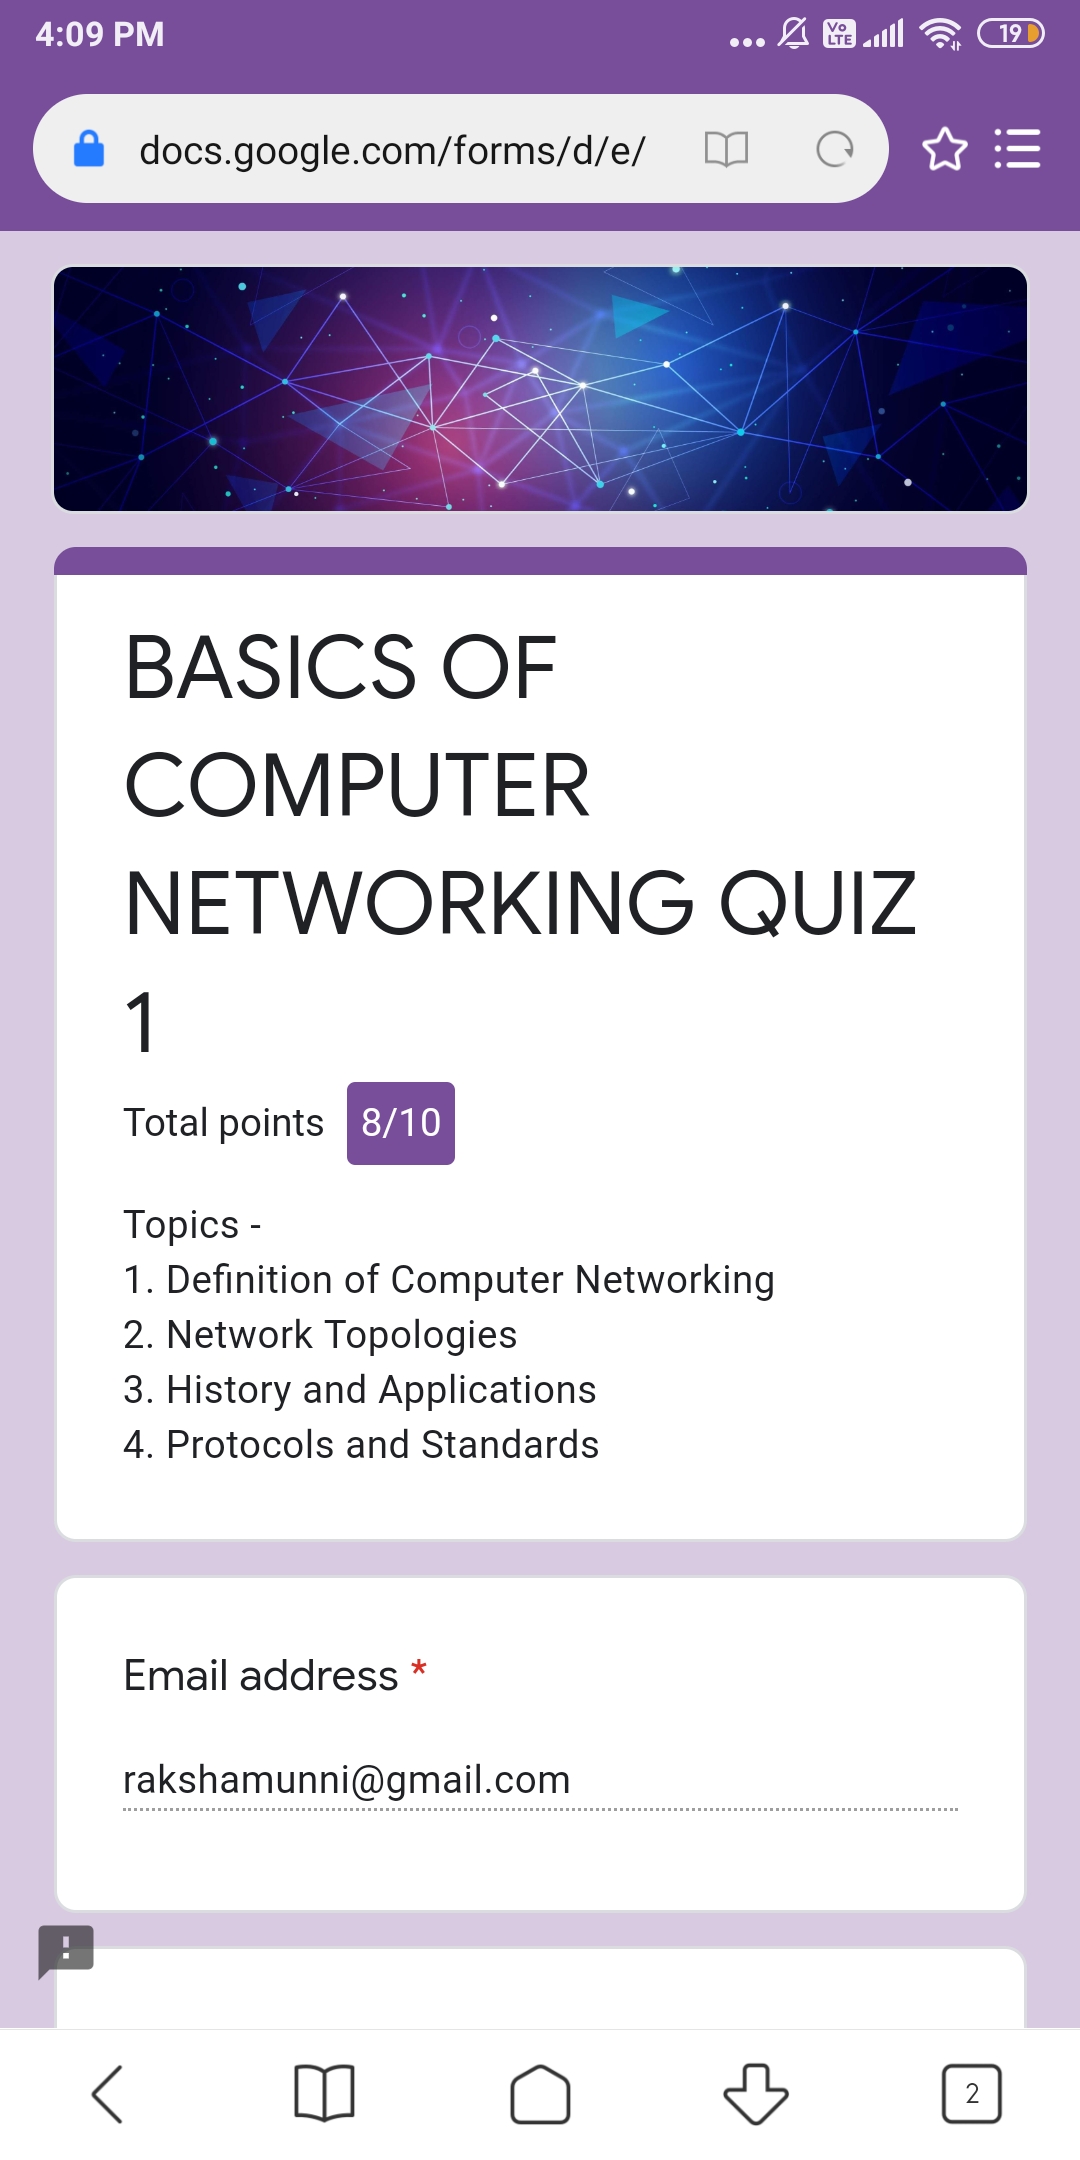 4:09 PM
Vo LTE
19
docs.google.com/forms/d/e/
BASICS OF
COMPUTER
NETWORKING QUIZ
1
Total points 8/10
Topics -
1. Definition of Computer Networking
2. Network Topologies
3. History and Applications
4. Protocols and Standards
Email address *
rakshamunni@gmail.com
2